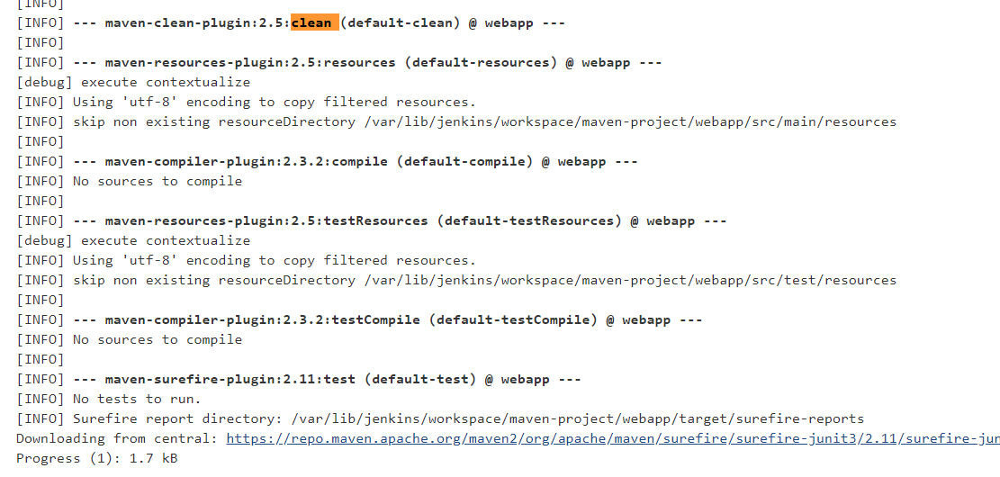 [INFO]
[INFO] --- maven-clean-plugin:2.5:clean (default-clean) @ webapp ---
[INFO]
[INFO] --- maven-resources-plugin:2.5:resources (default-resources) @ webapp ---
[debug] execute contextualize
[INFO] Using 'utf-8' encoding to copy filtered resources.
[INFO] skip non existing resourceDirectory /var/lib/jenkins/workspace/maven-project/webapp/src/main/resources
[INFO]
[INFO] --- maven-compiler-plugin:2.3.2:compile (default-compile) @ webapp ---
[INFO] No sources to compile
[INFO]
[INFO] --- maven-resources-plugin:2.5:testResources (default-testResources) @ webapp ---
[debug] execute contextualize
[INFO] Using 'utf-8' encoding to copy filtered resources.
[INFO] skip non existing resourceDirectory /var/lib/jenkins/workspace/maven-project/webapp/src/test/resources
[INFO]
[INFO] --- maven-compiler-plugin:2.3.2:testCompile (default-testCompile) @ webapp ---
[INFO] No sources to compile
[INFO]
[INFO] --- maven-surefire-plugin:2.11:test (default-test) @ webapp ---
[INFO] No tests to run.
[INFO] Surefire report directory: /var/lib/jenkins/workspace/maven-project/webapp/target/surefire-reports
Downloading from central: https://repo.maven.apache.org/maven2/org/apache/maven/surefire/surefire-junit3/2.11/surefire-jun
Progress (1): 1.7 kB